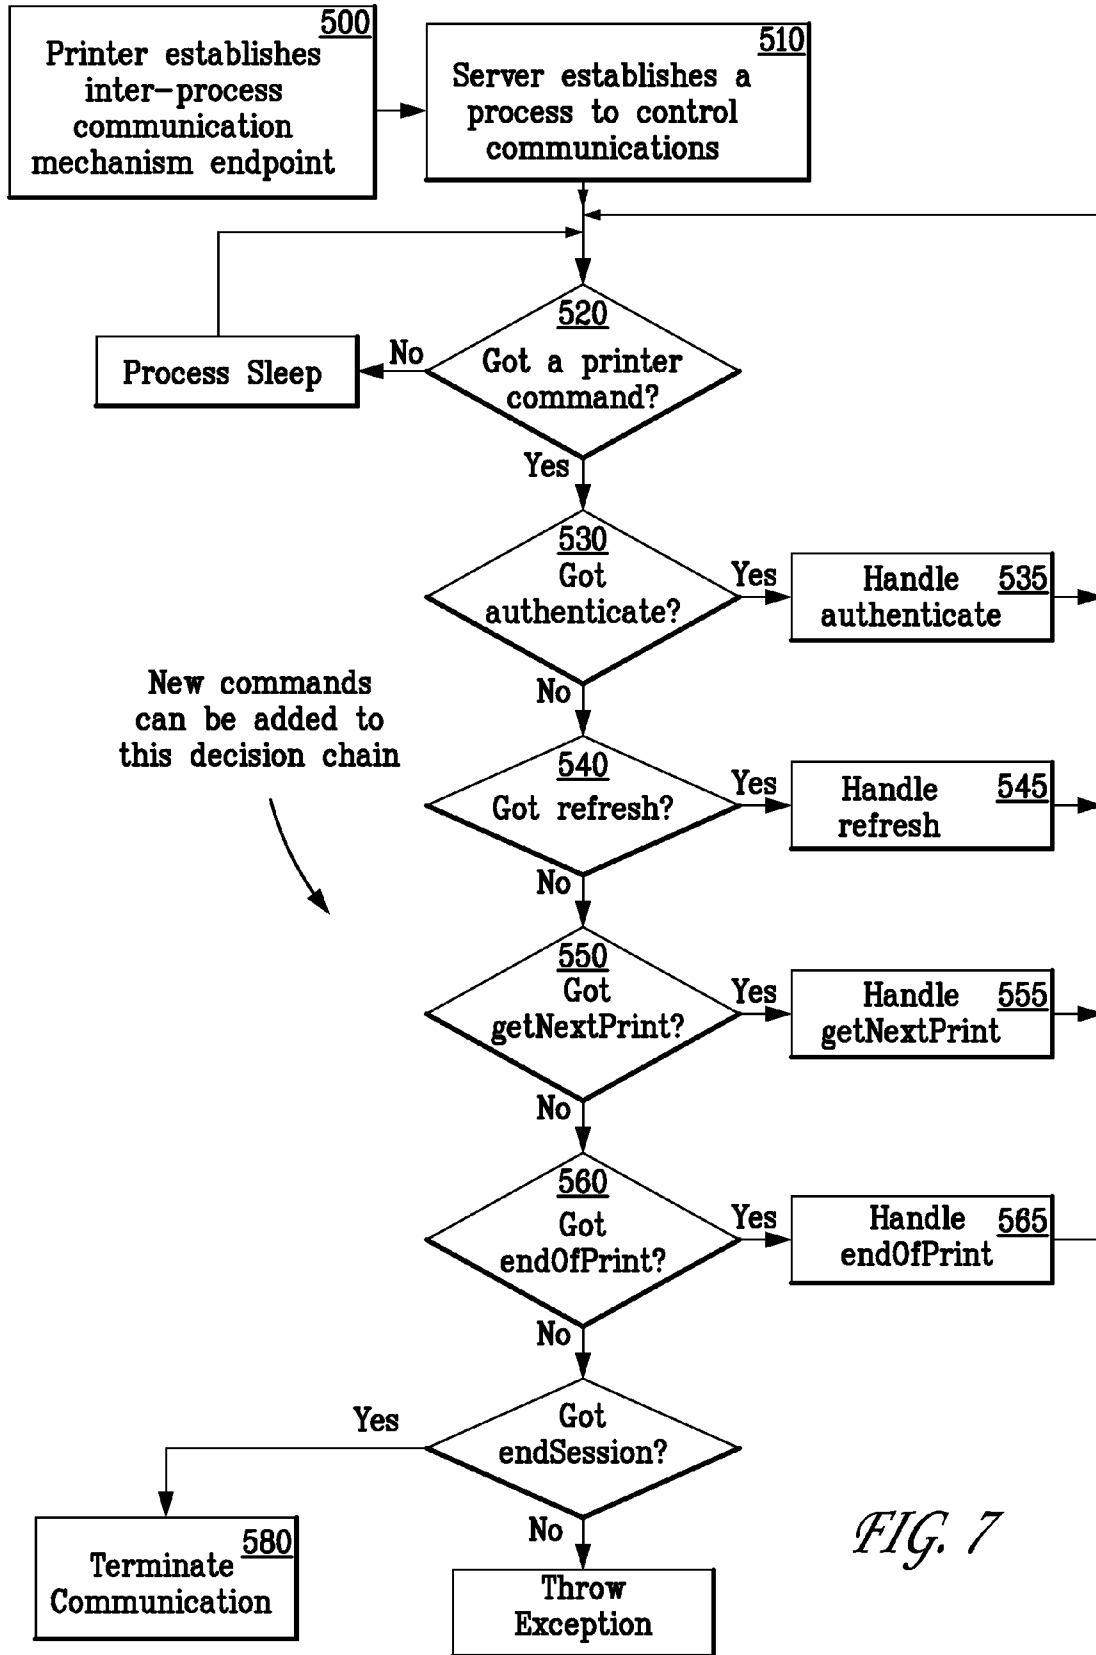 500
Printer establishes
inter-process
communication
mechanism endpoint
510
Server establishes a
process to control
communications
520
Got a printer
command?
No
Process Sleep
Yes
530
Got
authenticate?
Yes
Handle
authenticate
535
No
New commands
can be added to
this decision chain
540
Got refresh?
Yes
Handle
refresh
545
No
550
Got
getNextPrint?
Yes
Handle
getNextPrint
555
No
560
Got
endOfPrint?
Yes
Handle
endOfPrint
565
No
Got
endSession?
Yes
580
Terminate
Communication
No
Throw
Exception
FIG. 7